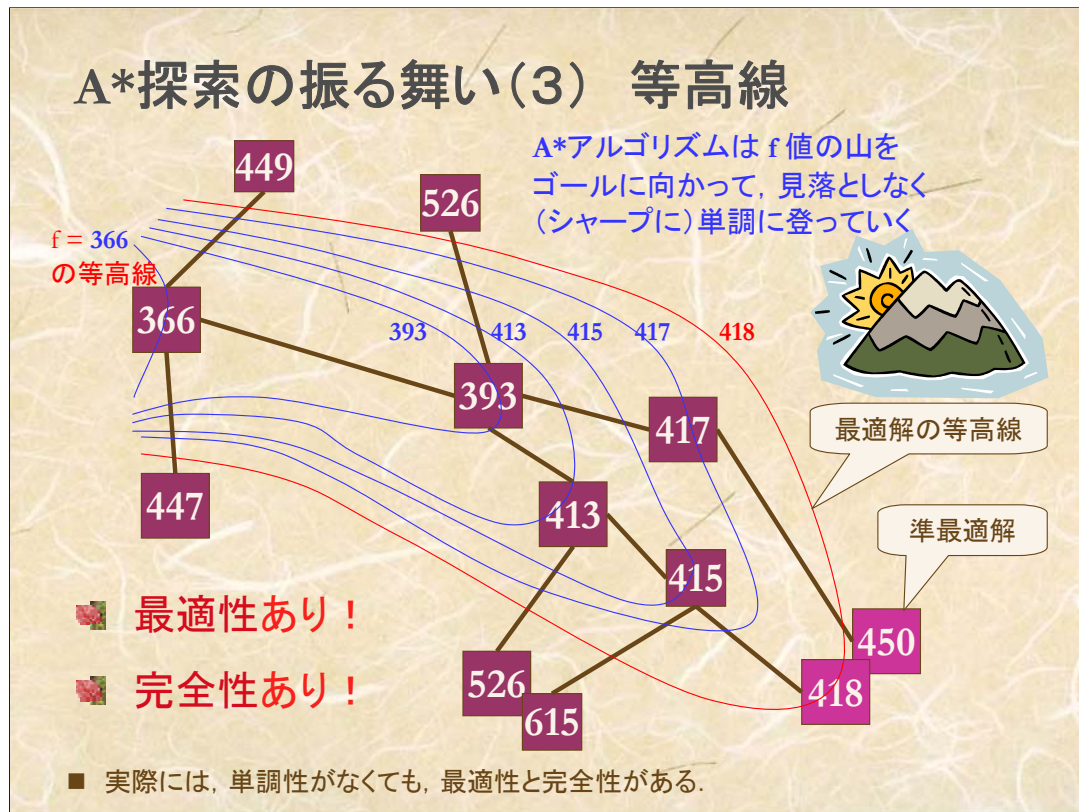 A*探索の振る舞い(3) 等高線
A*アルゴリズムは f 値の山を
ゴールに向かって, 見落としなく
(シャープに)単調に登っていく
449
526
f = 366
の等高線
366
393
413
415
417
418
393
417
最適解の等高線
447
413
準最適解
415
最適性あり!
450
526
418
完全性あり!
615
■ 実際には, 単調性がなくても, 最適性と完全性がある.